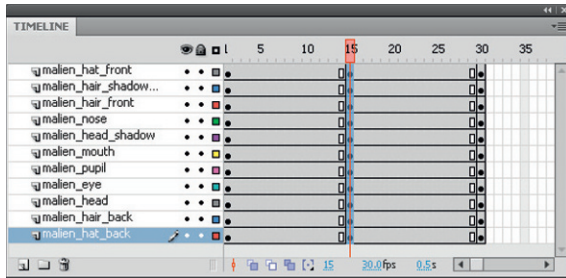 TIMELINE
1 5 10 15 20 25 30 35
malien_hat_front
malien_hair_shadow...
malien_hair_front
malien_nose
malien_head_shadow
malien_mouth
malien_pupil
malien_eye
malien_head
malien_hair_back
malien_hat_back
15 30.0fps 0.5s